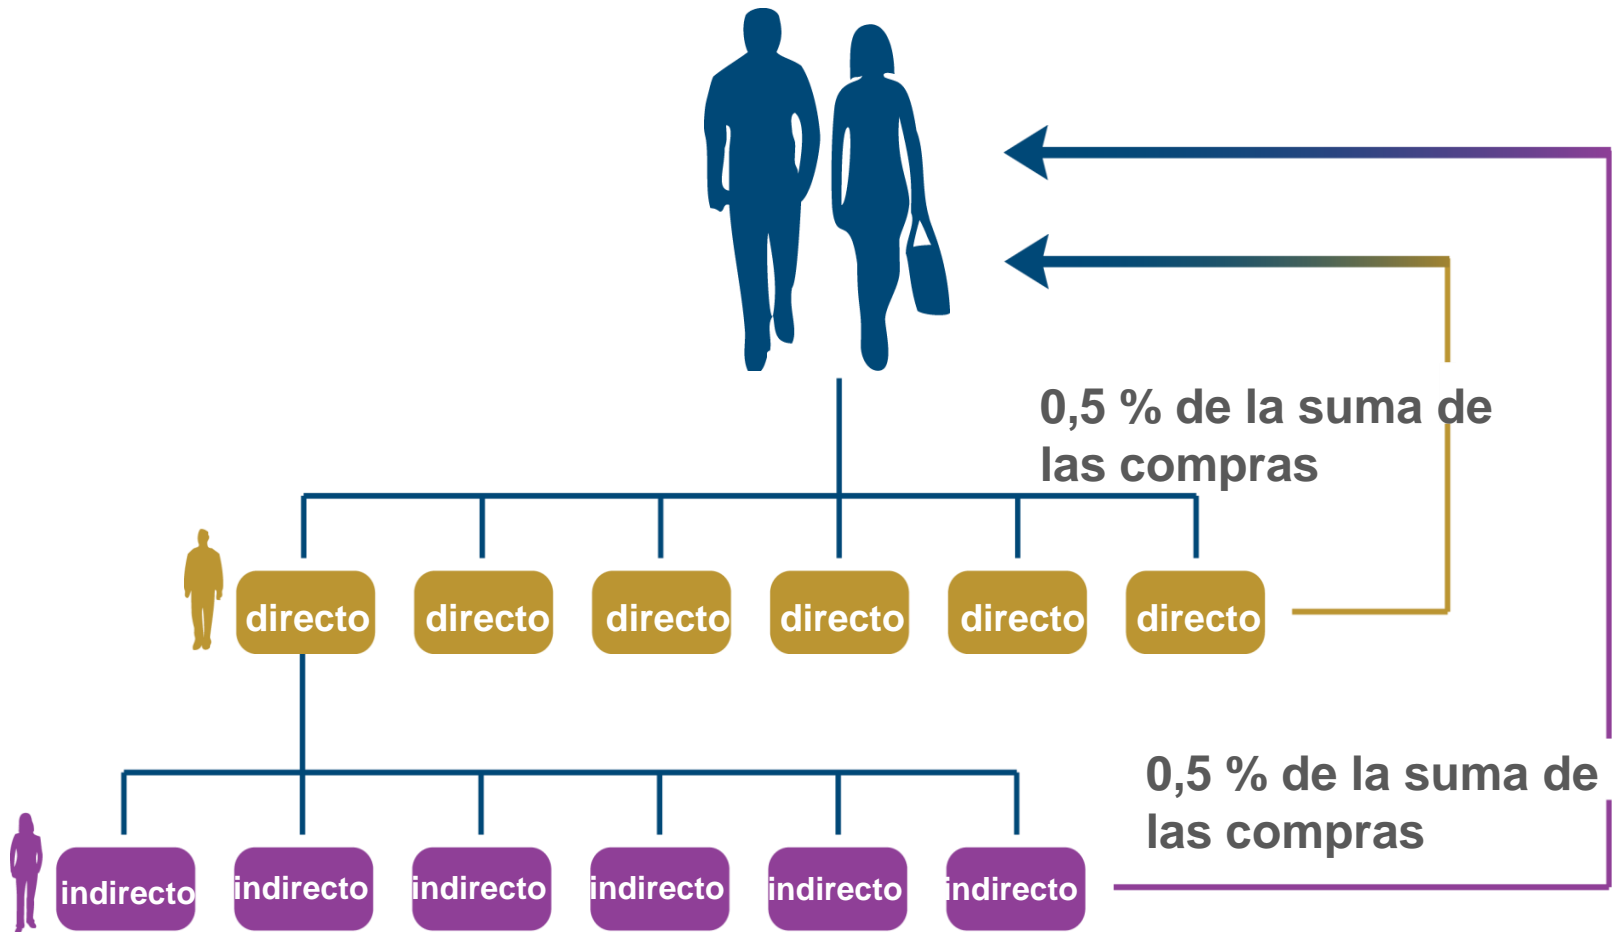 0,5 % de la suma de
las compras
directo directo directo directo directo directo
0,5 % de la suma de
las compras
indirecto indirecto indirecto indirecto indirecto indirecto